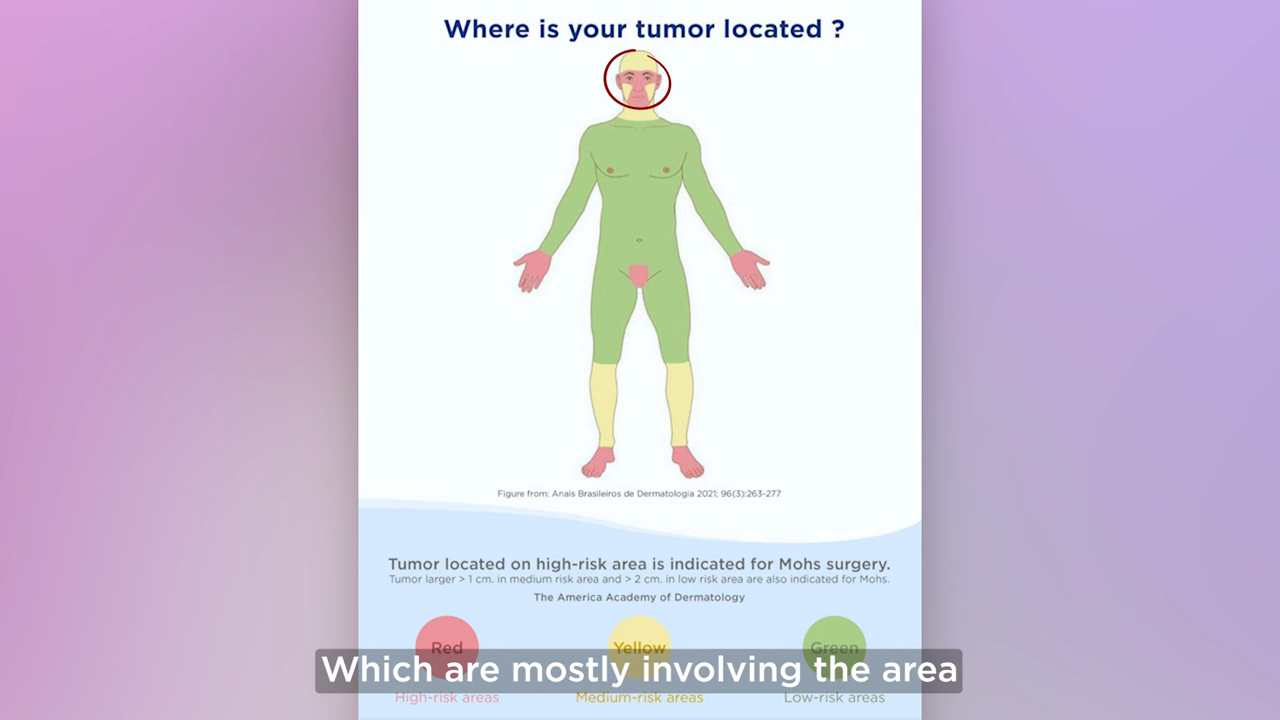 Where is your tumor located ?
Figure from: Anais Brasileiros de Dermatologia 2021; 96(3):263-277
Tumor located on high-risk area is indicated for Mohs surgery.
Tumor larger > 1 cm. in medium risk area and > 2 cm. in low risk area are also indicated for Mohs.
The America Academy of Dermatology
Red Yellow Green
Which are mostly involving the area
High-risk areas Medium-risk areas Low-risk areas